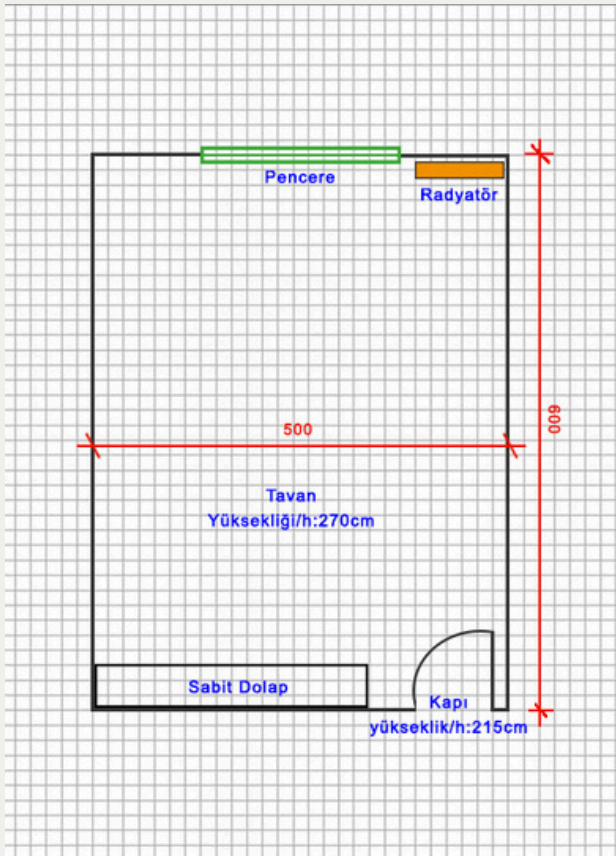 Pencere
Radyatör
500
600
Tavan
Yüksekliği/h:270cm
Sabit Dolap
Kapı
yükseklik/h:215cm